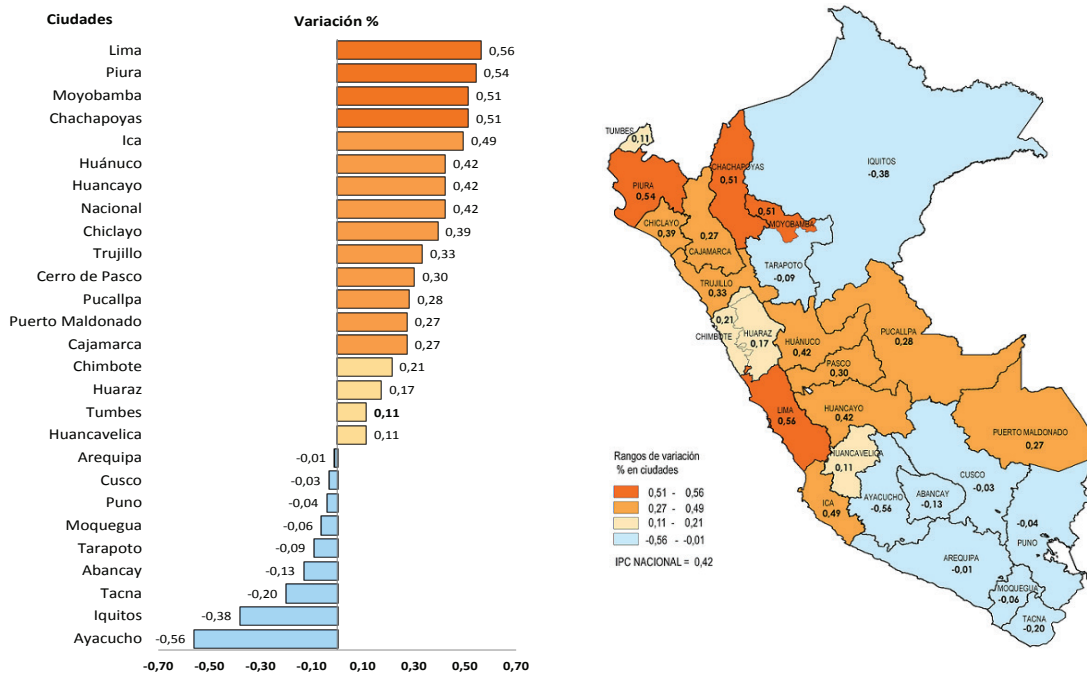 Ciudades Variación %
Lima 0,56
Piura 0,54
Moyobamba 0,51
Chachapoyas 0,51
Ica 0,49
Huánuco 0,42
Huancayo 0,42
Nacional 0,42
Chiclayo 0,39
Trujillo 0,33
Cerro de Pasco 0,30
Pucallpa 0,28
Puerto Maldonado 0,27
Cajamarca 0,27
Chimbote 0,21
Huaraz 0,17
Tumbes 0,11
Huancavelica 0,11
Arequipa -0,01
Cusco -0,03
Puno -0,04
Moquegua -0,06
Tarapoto -0,09
Abancay -0,13
Tacna -0,20
Iquitos -0,38
Ayacucho -0,56
-0,70 -0,50 -0,30 -0,10 0,10 0,30 0,50 0,70
TUMBES
0,11
CHACHAPOYAS
0,51
IQUITOS
-0,38
PIURA
0,54
0,51
MOYOBAMBA
CHICLAYO
0,39
0,27
CAJAMARCA
TARAPOTO
-0,09
TRUJILLO
0,33
0,21
CHIMBOTE
HUARAZ
0,17
HUÁNUCO
0,42
PUCALLPA
0,28
PASCO
0,30
LIMA
0,56
HUANCAYO
0,42
PUERTO MALDONADO
0,27
HUANCAVELICA
0,11
CUSCO
-0,03
ICA
0,49
AYACUCHO
-0,56
ABANCAY
-0,13
-0,04
PUNO
AREQUIPA
-0,01
MOQUEGUA
-0,06
TACNA
-0,20
Rangos de variación
% en ciudades
0,51 - 0,56
0,27 - 0,49
0,11 - 0,21
-0,56 - -0,01
IPC NACIONAL = 0,42